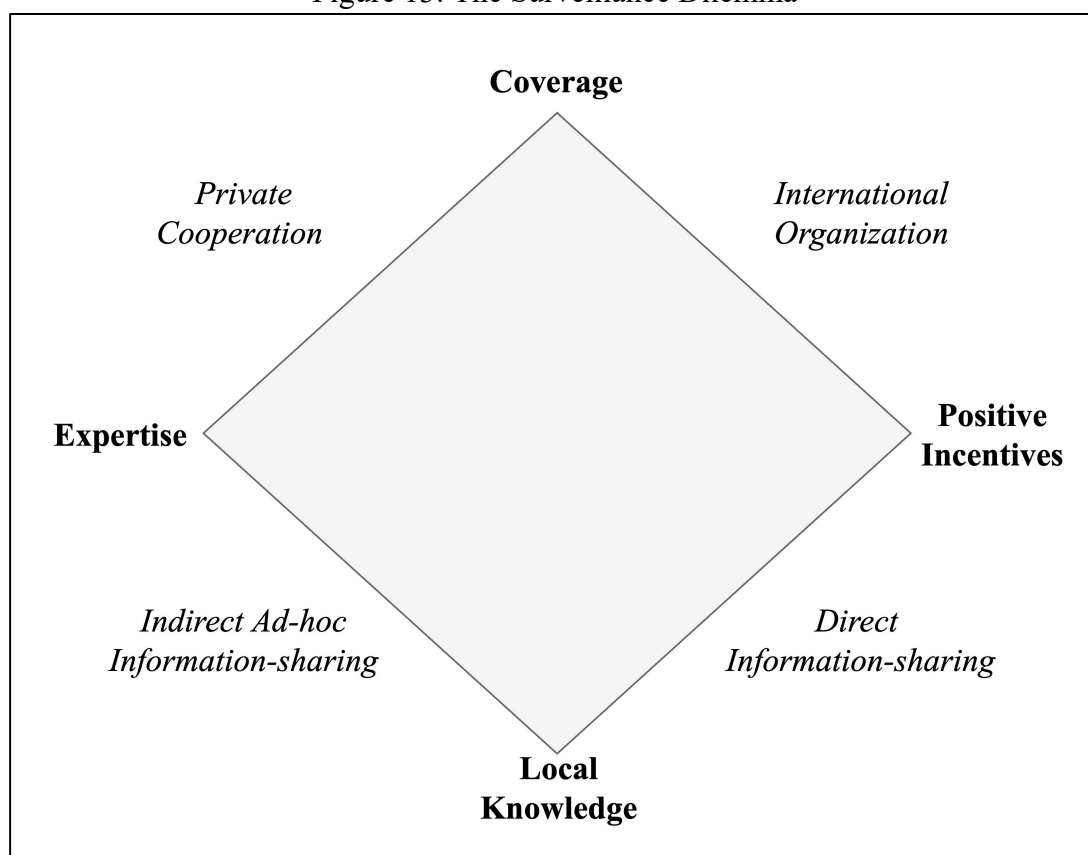 Figure 13: The Surveillance Dilemma
Coverage
Private
Cooperation
International
Organization
Expertise
Positive
Incentives
Indirect Ad-hoc
Information-sharing
Direct
Information-sharing
Local
Knowledge